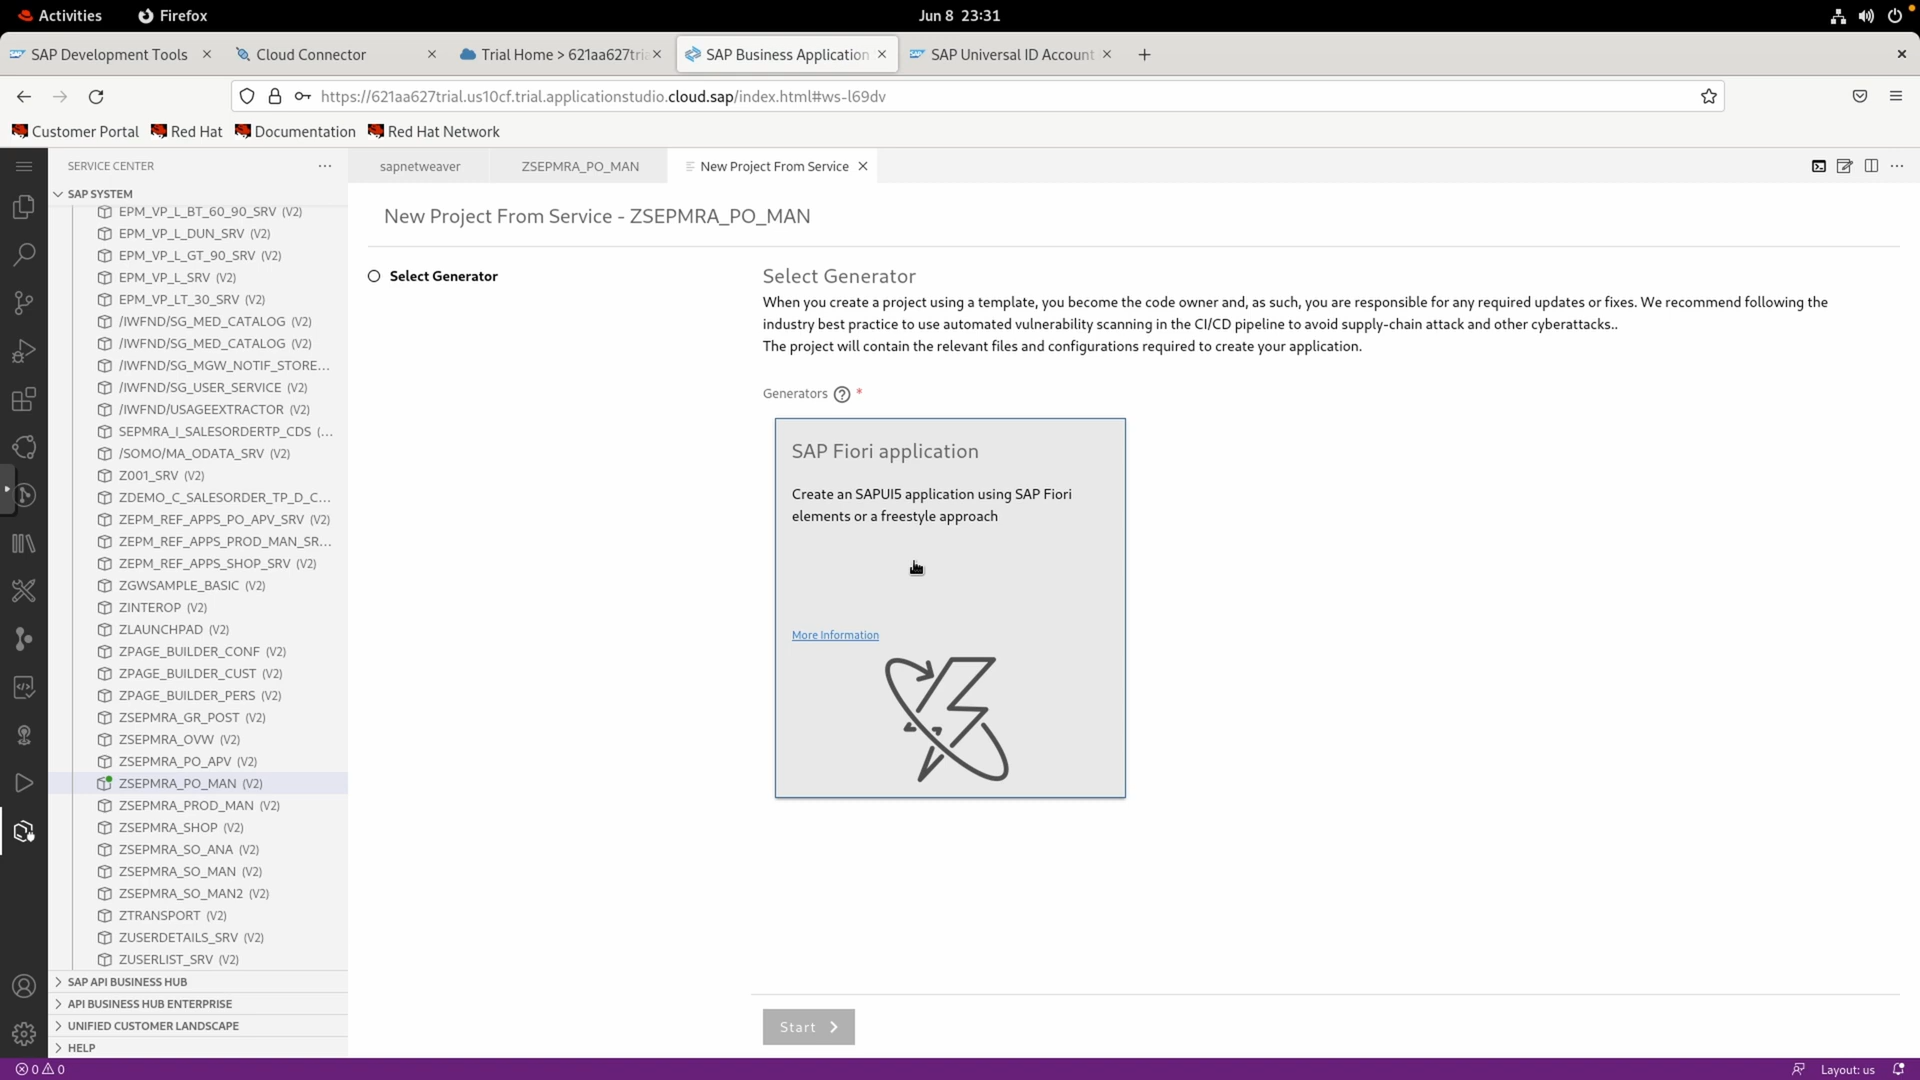 Activities
Firefox
Jun 8 23:31
SAP Development Tools
Cloud Connector
Trial Home > 621aa627tri
SAP Business Application
SAP Universal ID Account
https://621aa627trial.us10cf.trial.applicationstudio.cloud.sap/index.html#ws-l69dv
Customer Portal
Red Hat
Documentation
Red Hat Network
SERVICE CENTER
SAP SYSTEM
EPM_VP_L_BT_60_90_SRV (V2)
EPM_VP_L_DUN_SRV (V2)
EPM_VP_L_GT_90_SRV (V2)
EPM_VP_L_SRV (V2)
EPM_VP_LT_30_SRV (V2)
/IWFND/SG_MED_CATALOG (V2)
/IWFND/SG_MED_CATALOG (V2)
/IWFND/SG_MGW_NOTIF_STORE...
/IWFND/SG_USER_SERVICE (V2)
/IWFND/USAGEEXTRACTOR (V2)
SEPMRA_I_SALESORDERTP_CDS (...
/SOMO/MA_ODATA_SRV (V2)
Z001_SRV (V2)
ZDEMO_C_SALESORDER_TP_D_C...
ZEPM_REF_APPS_PO_APV_SRV (V2)
ZEPM_REF_APPS_PROD_MAN_SR...
ZEPM_REF_APPS_SHOP_SRV (V2)
ZGWSAMPLE_BASIC (V2)
ZINTEROP (V2)
ZLAUNCHPAD (V2)
ZPAGE_BUILDER_CONF (V2)
ZPAGE_BUILDER_CUST (V2)
ZPAGE_BUILDER_PERS (V2)
ZSEPMRA_GR_POST (V2)
ZSEPMRA_OVW (V2)
ZSEPMRA_PO_APV (V2)
ZSEPMRA_PO_MAN (V2)
ZSEPMRA_PROD_MAN (V2)
ZSEPMRA_SHOP (V2)
ZSEPMRA_SO_ANA (V2)
ZSEPMRA_SO_MAN (V2)
ZSEPMRA_SO_MAN2 (V2)
ZTRANSPORT (V2)
ZUSERDETAILS_SRV (V2)
ZUSERLIST_SRV (V2)
SAP API BUSINESS HUB
API BUSINESS HUB ENTERPRISE
UNIFIED CUSTOMER LANDSCAPE
HELP
sapnetweaver
ZSEPMRA_PO_MAN
New Project From Service
New Project From Service - ZSEPMRA_PO_MAN
Select Generator
Select Generator
When you create a project using a template, you become the code owner and, as such, you are responsible for any required updates or fixes. We recommend following the
industry best practice to use automated vulnerability scanning in the CI/CD pipeline to avoid supply-chain attack and other cyberattacks..
The project will contain the relevant files and configurations required to create your application.
Generators ? *
SAP Fiori application
Create an SAPUI5 application using SAP Fiori
elements or a freestyle approach
More Information
Start
0 0
Layout: us